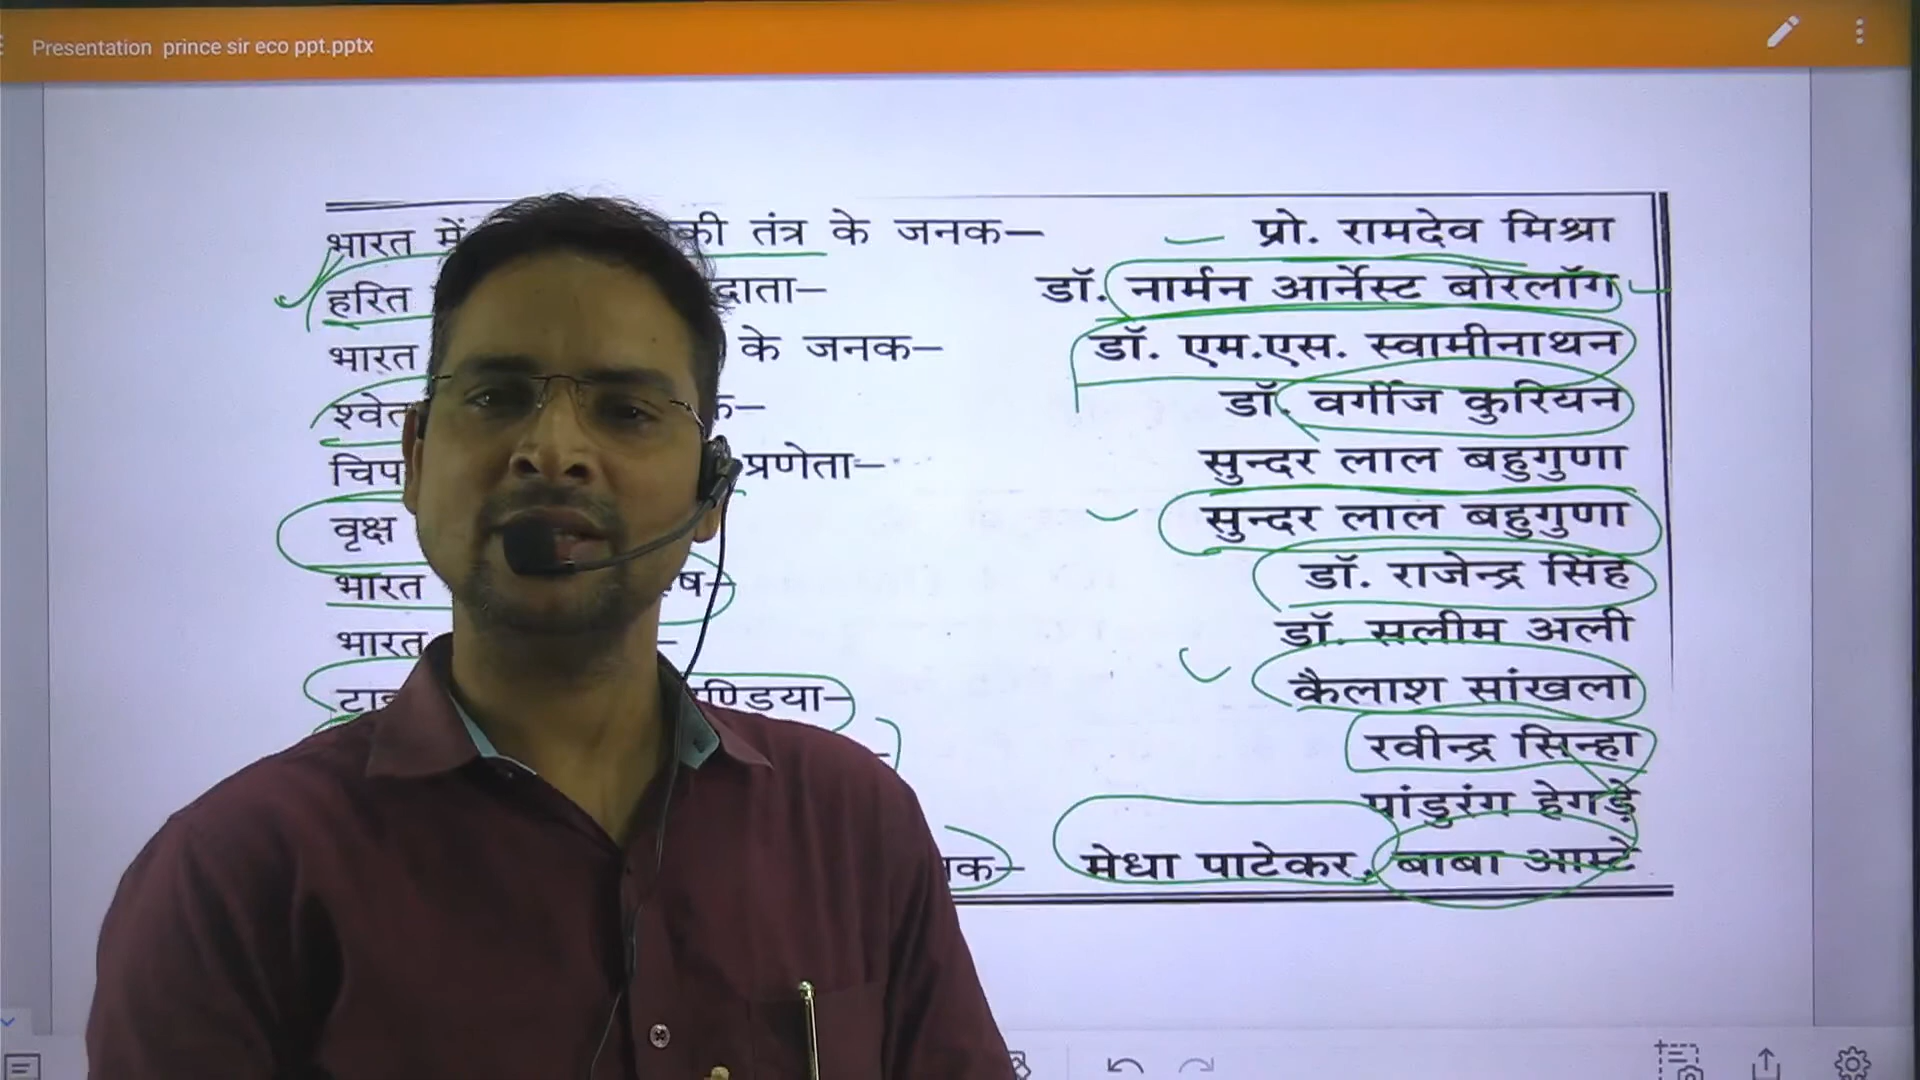 Presentation prince sir eco ppt.pptx
भारत में की तंत्र के जनक– प्रो. रामदेव मिश्रा
हरित दाता– डॉ. नार्मन आर्नेस्ट बोरलॉग
भारत के जनक– डॉ. एम.एस. स्वामीनाथन
श्वेत डॉ. वर्गीज कुरियन
प्रणेता– सुन्दर लाल बहुगुणा
वृक्ष सुन्दर लाल बहुगुणा
भारत डॉ. राजेन्द्र सिंह
भारत डॉ. सलीम अली
कैलाश सांखला
रवीन्द्र सिन्हा
पांडुरंग हेगड़े
मेधा पाटेकर, बाबा आम्टे